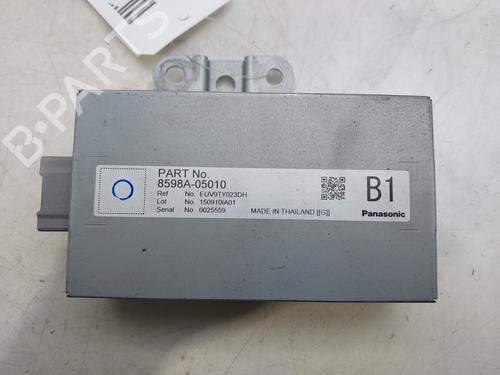 PART No.
8598A-05010
Ref No. EUV9TY023DH
Lot No. 150910IA01
Serial No. 0025559 MADE IN THAILAND [[G]]
B1
Panasonic
B-PARTS